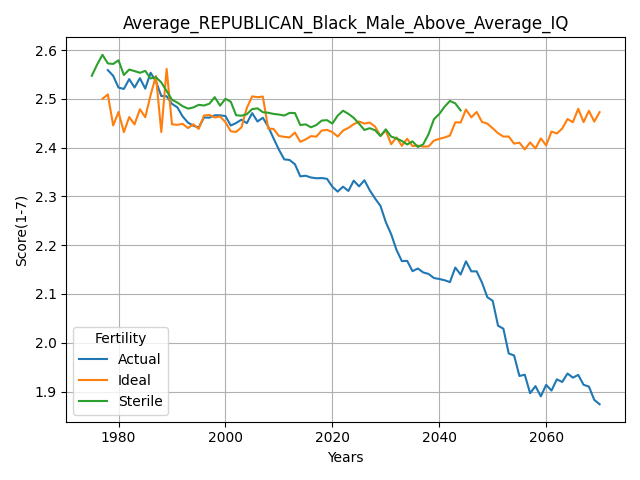 Average_REPUBLICAN_Black_Male_Above_Average_IQ
2.6
2.5
2.4
2.3
2.2
2.1
2.0
1.9
Score(1-7)
Fertility
Actual
Ideal
Sterile
1980 2000 2020 2040 2060
Years